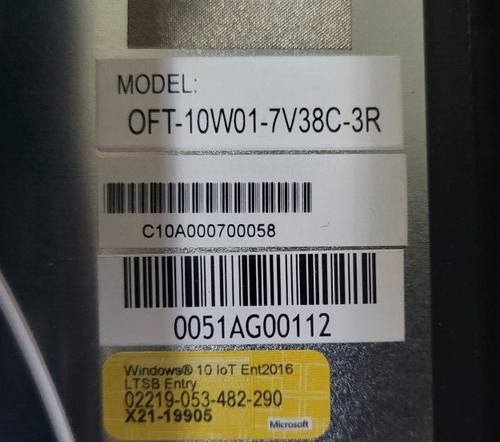 MODEL:
OFT-10W01-7V38C-3R
C10A000700058
0051AG00112
Windows® 10 IoT Ent2016
LTSB Entry
02219-053-482-290
X21-19905
Microsoft